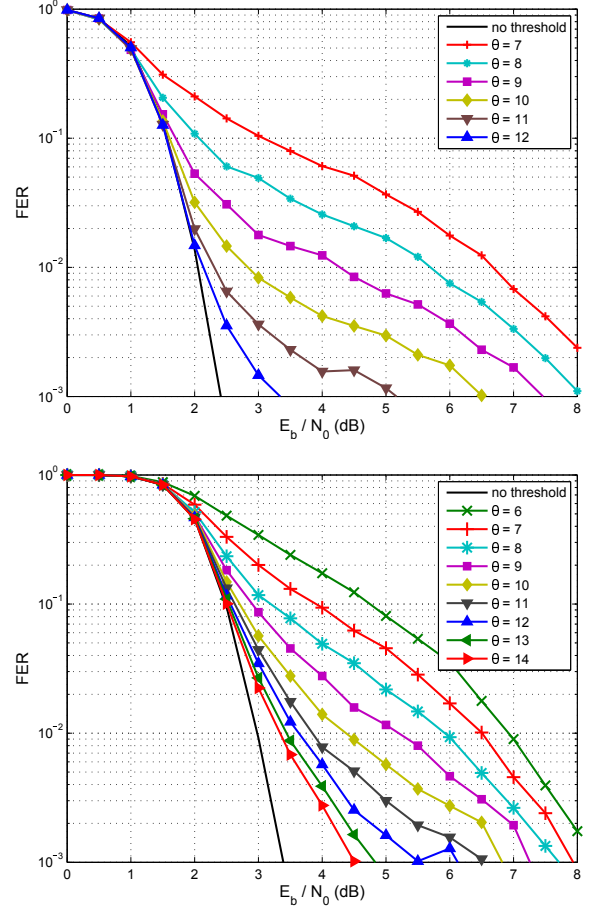 10^0
10^-1
10^-2
10^-3
FER
0 1 2 3 4 5 6 7 8
E_b / N_0 (dB)
no threshold
θ = 7
θ = 8
θ = 9
θ = 10
θ = 11
θ = 12
10^0
10^-1
10^-2
10^-3
FER
0 1 2 3 4 5 6 7 8
E_b / N_0 (dB)
no threshold
θ = 6
θ = 7
θ = 8
θ = 9
θ = 10
θ = 11
θ = 12
θ = 13
θ = 14